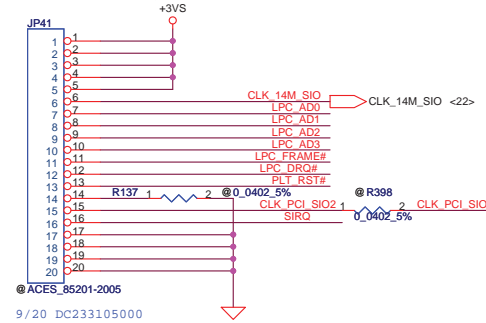 +3VS
JP41
1 1
2 2
3 3
4 4
5 5
6 6 CLK_14M_SIO CLK_14M_SIO <22>
7 7 LPC_AD0
8 8 LPC_AD1
9 9 LPC_AD2
10 10 LPC_AD3
11 11 LPC_FRAME#
12 12 LPC_DRQ#
13 13 PLT_RST#
14 14 R137 1 2 @0_0402_5% @R398
15 15 CLK_PCI_SIO2 1 2 CLK_PCI_SIO
16 16 SIRQ 0_0402_5%
17 17
18 18
19 19
20 20
@ACES_85201-2005
9/20 DC233105000